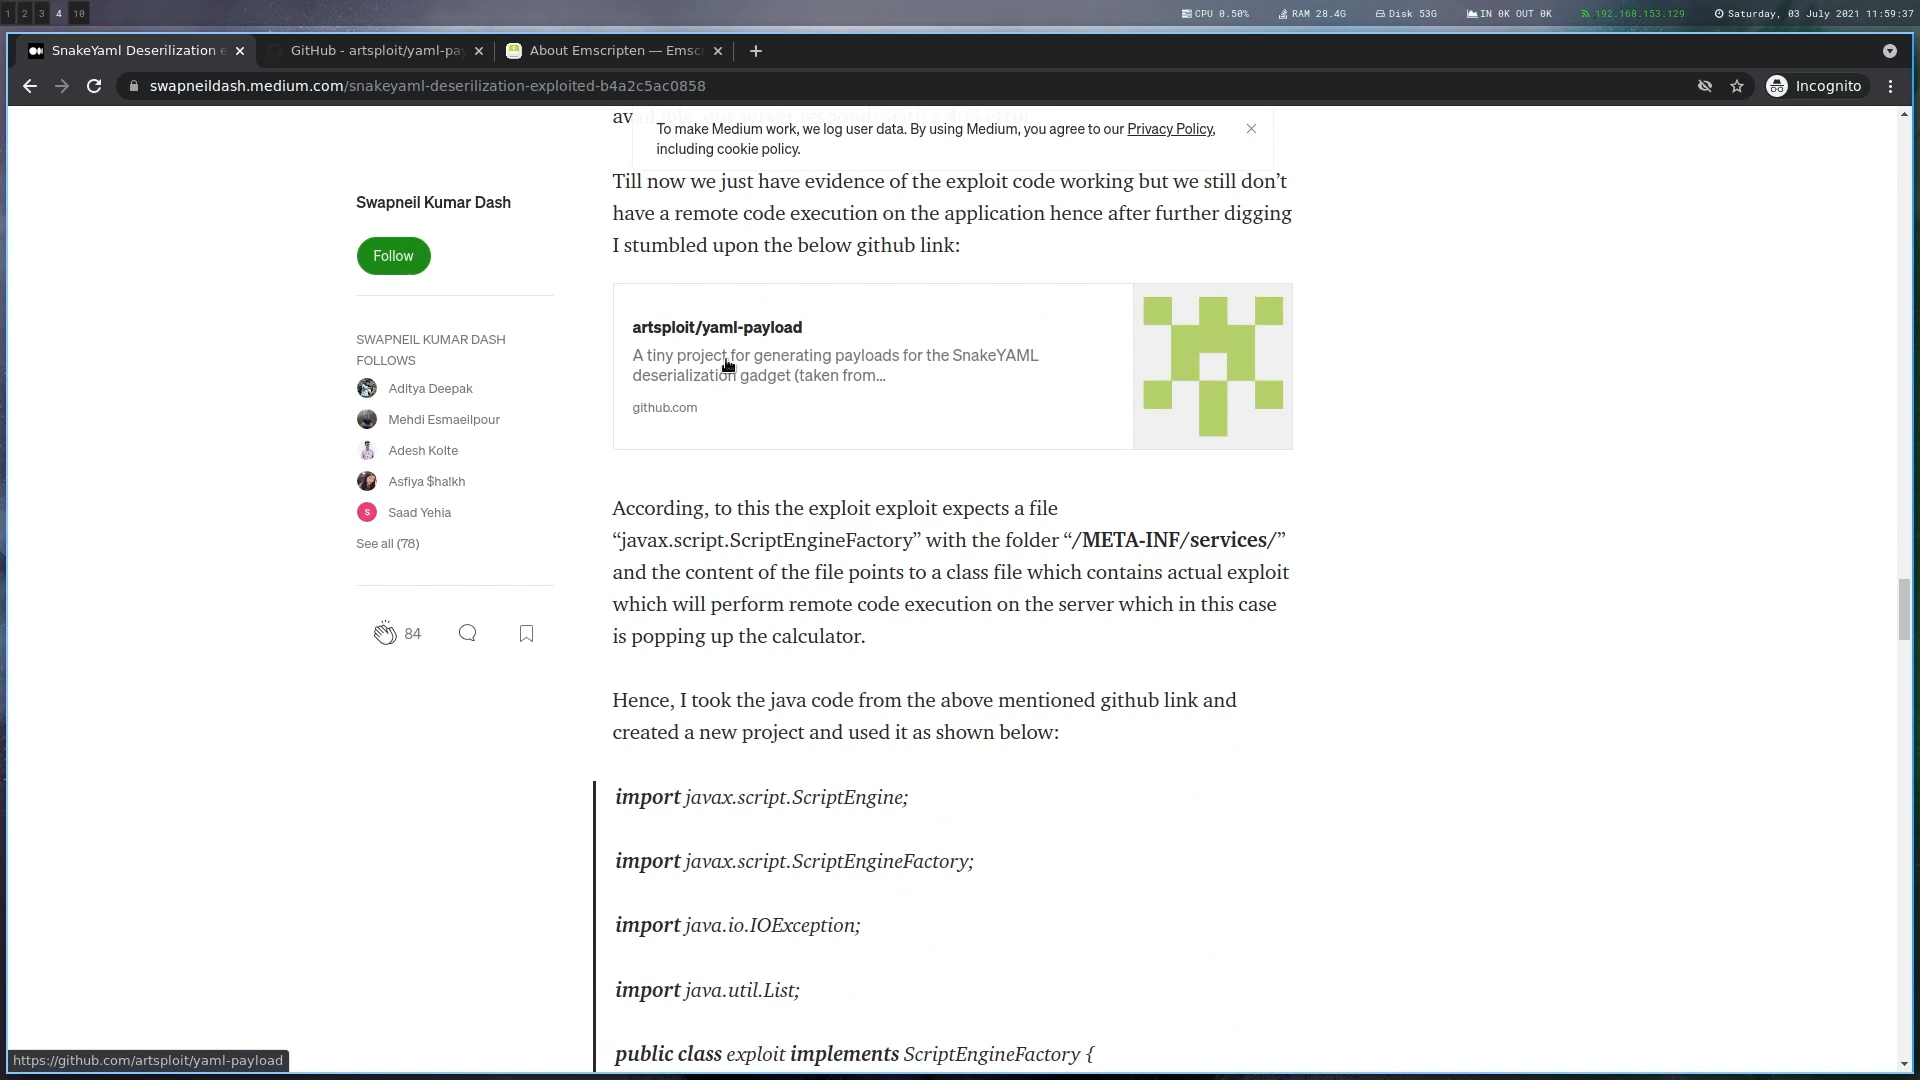 1 2 3 4 10 CPU 0.50% RAM 28.4G Disk 53G IN 0K OUT 0K 192.168.153.129 Saturday, 03 July 2021 11:59:37
SnakeYaml Deserilization e GitHub - artsploit/yaml-pay About Emscripten — Emsc
swapneildash.medium.com/snakeyaml-deserilization-exploited-b4a2c5ac0858 Incognito
To make Medium work, we log user data. By using Medium, you agree to our Privacy Policy,
including cookie policy.
Swapneil Kumar Dash
Follow
SWAPNEIL KUMAR DASH
FOLLOWS
Aditya Deepak
Mehdi Esmaeilpour
Adesh Kolte
Asfiya $ha!kh
S Saad Yehia
See all (78)
84
Till now we just have evidence of the exploit code working but we still don’t
have a remote code execution on the application hence after further digging
I stumbled upon the below github link:
artsploit/yaml-payload
A tiny project for generating payloads for the SnakeYAML
deserialization gadget (taken from...
github.com
According, to this the exploit exploit expects a file
“javax.script.ScriptEngineFactory” with the folder “/META-INF/services/”
and the content of the file points to a class file which contains actual exploit
which will perform remote code execution on the server which in this case
is popping up the calculator.
Hence, I took the java code from the above mentioned github link and
created a new project and used it as shown below:
import javax.script.ScriptEngine;
import javax.script.ScriptEngineFactory;
import java.io.IOException;
import java.util.List;
public class exploit implements ScriptEngineFactory {
https://github.com/artsploit/yaml-payload